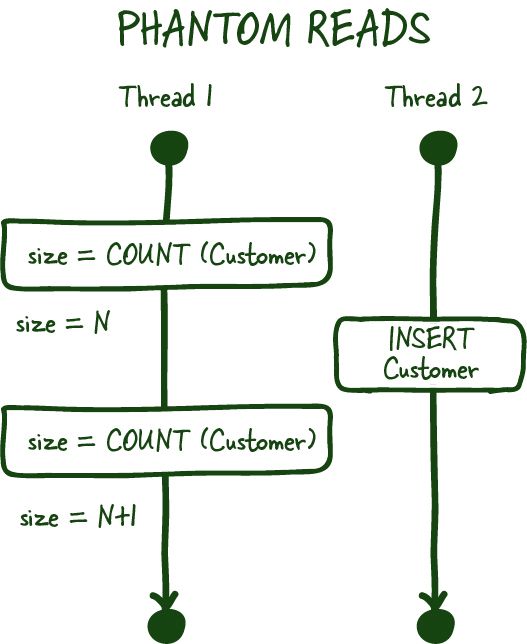 PHANTOM READS
Thread 1
Thread 2
size = COUNT (Customer)
size = N
INSERT
Customer
size = COUNT (Customer)
size = N+1